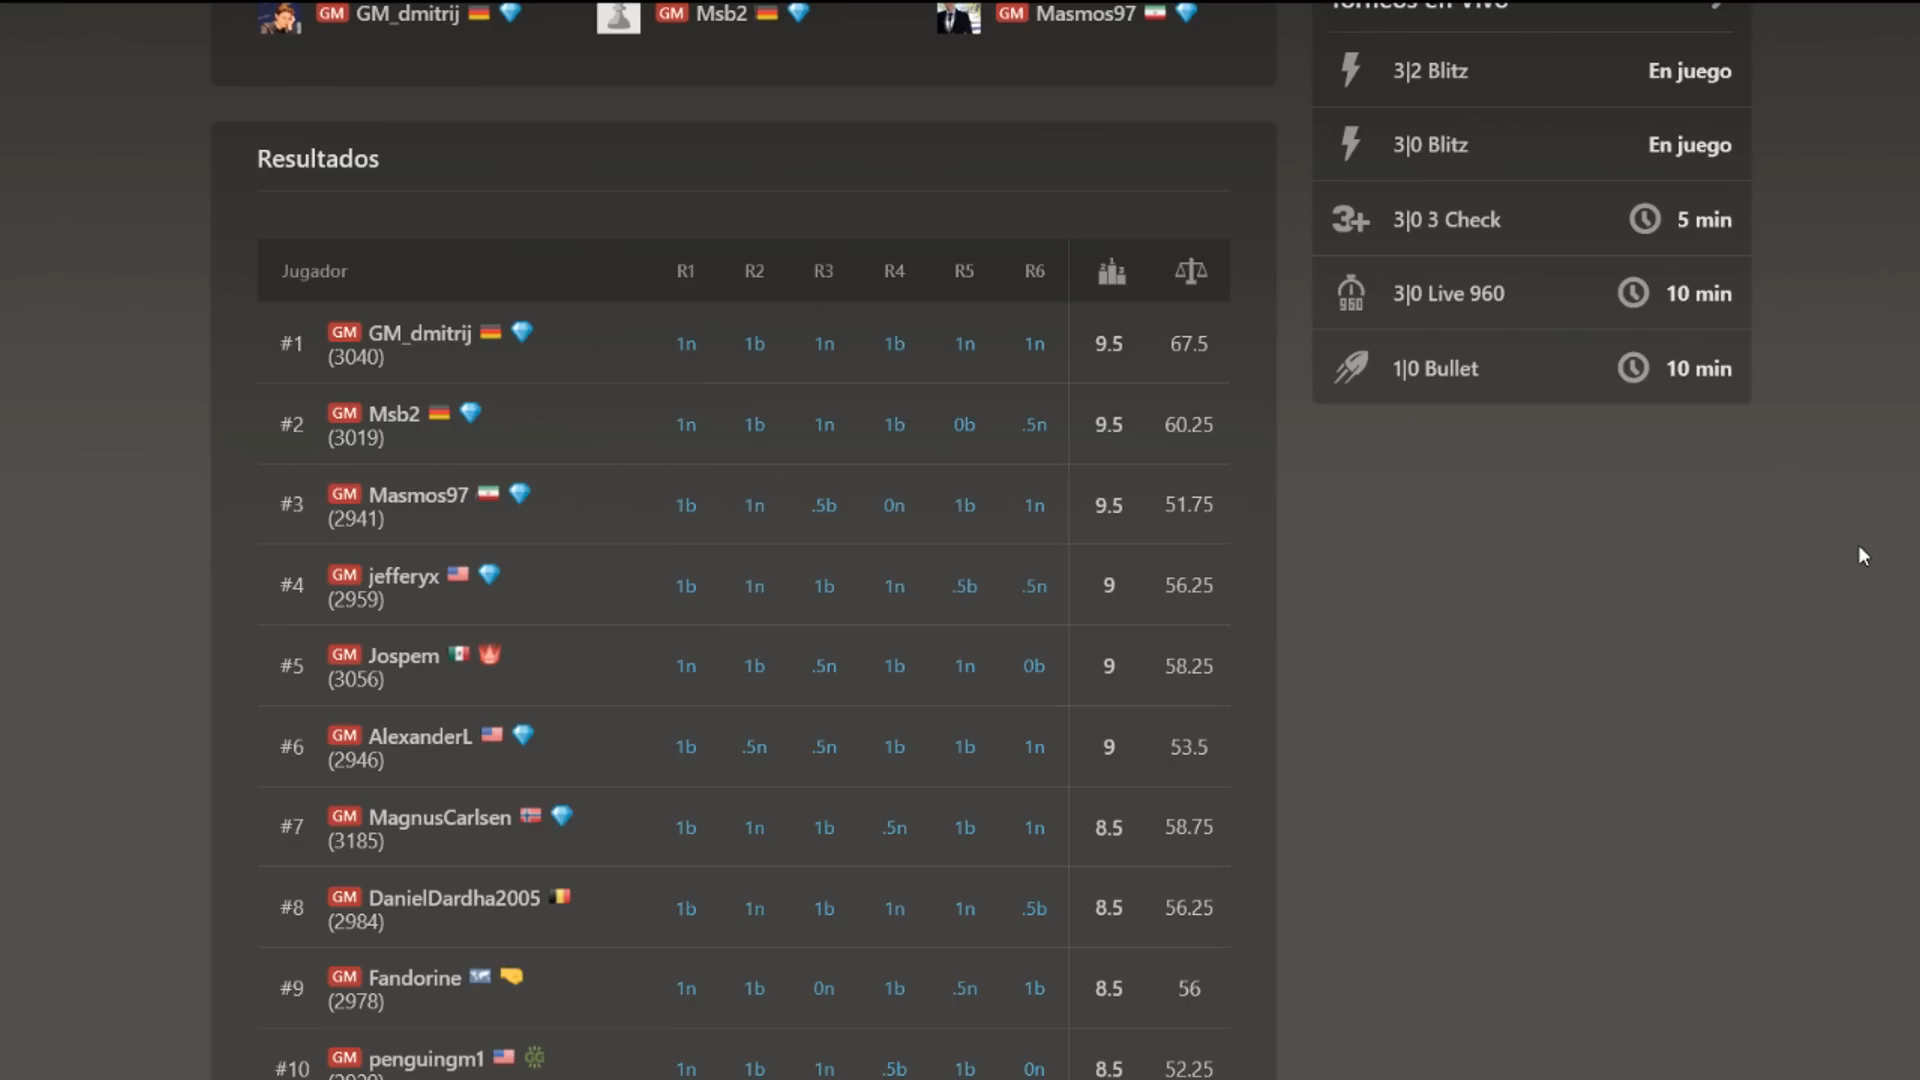 GM GM_dmitrij
GM Msb2
GM Masmos97
Torneos en Vivo
3|2 Blitz En juego
3|0 Blitz En juego
3+ 3|0 3 Check 5 min
960 3|0 Live 960 10 min
1|0 Bullet 10 min
Resultados
Jugador R1 R2 R3 R4 R5 R6
#1 GM GM_dmitrij 1n 1b 1n 1b 1n 1n 9.5 67.5
(3040)
#2 GM Msb2 1n 1b 1n 1b 0b .5n 9.5 60.25
(3019)
#3 GM Masmos97 1b 1n .5b 0n 1b 1n 9.5 51.75
(2941)
#4 GM jefferyx 1b 1n 1b 1n .5b .5n 9 56.25
(2959)
#5 GM Jospem 1n 1b .5n 1b 1n 0b 9 58.25
(3056)
#6 GM AlexanderL 1b .5n .5n 1b 1b 1n 9 53.5
(2946)
#7 GM MagnusCarlsen 1b 1n 1b .5n 1b 1n 8.5 58.75
(3185)
#8 GM DanielDardha2005 1b 1n 1b 1n 1n .5b 8.5 56.25
(2984)
#9 GM Fandorine 1n 1b 0n 1b .5n 1b 8.5 56
(2978)
#10 GM penguingm1 1n 1b 1n .5b 1b 0n 8.5 52.25